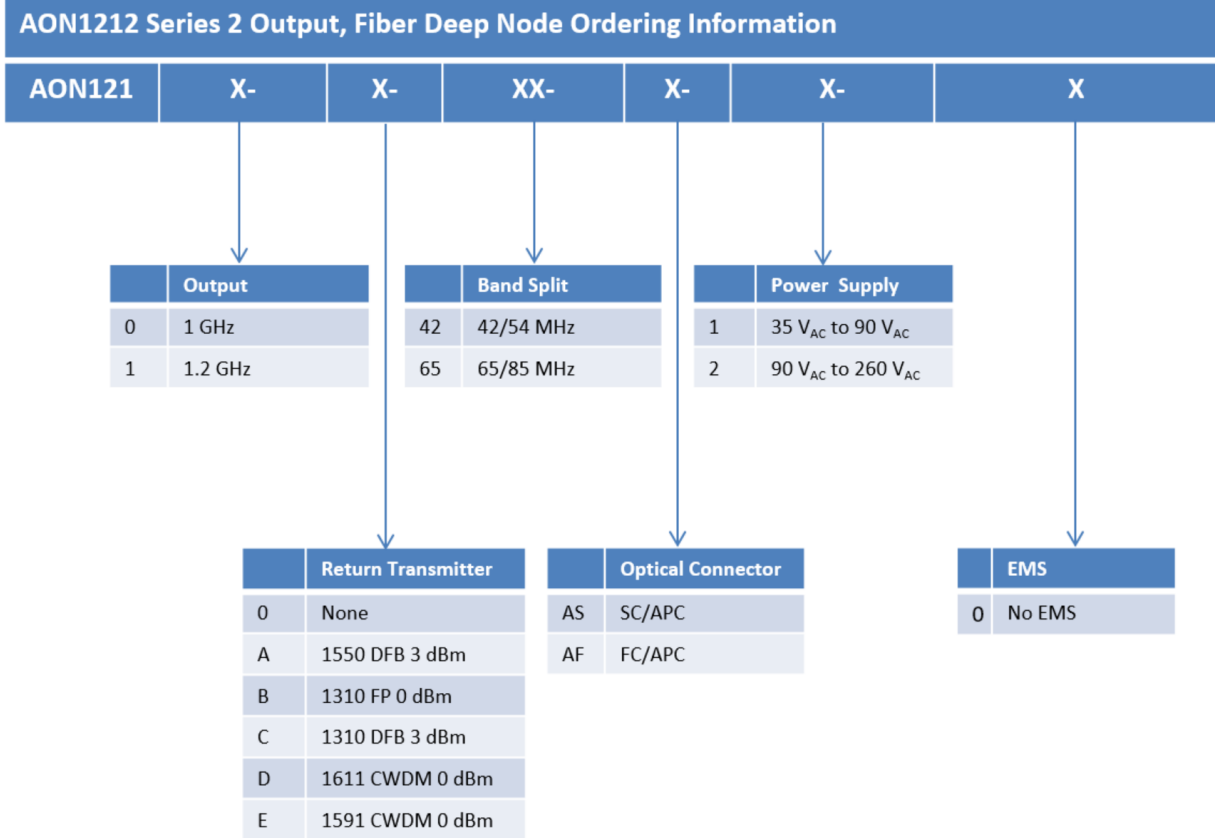 AON1212 Series 2 Output, Fiber Deep Node Ordering Information
AON121 X- X- XX- X- X- X
Output
0 1 GHz
1 1.2 GHz
Band Split
42 42/54 MHz
65 65/85 MHz
Power Supply
1 35 VAC to 90 VAC
2 90 VAC to 260 VAC
Return Transmitter
0 None
A 1550 DFB 3 dBm
B 1310 FP 0 dBm
C 1310 DFB 3 dBm
D 1611 CWDM 0 dBm
E 1591 CWDM 0 dBm
Optical Connector
AS SC/APC
AF FC/APC
EMS
0 No EMS